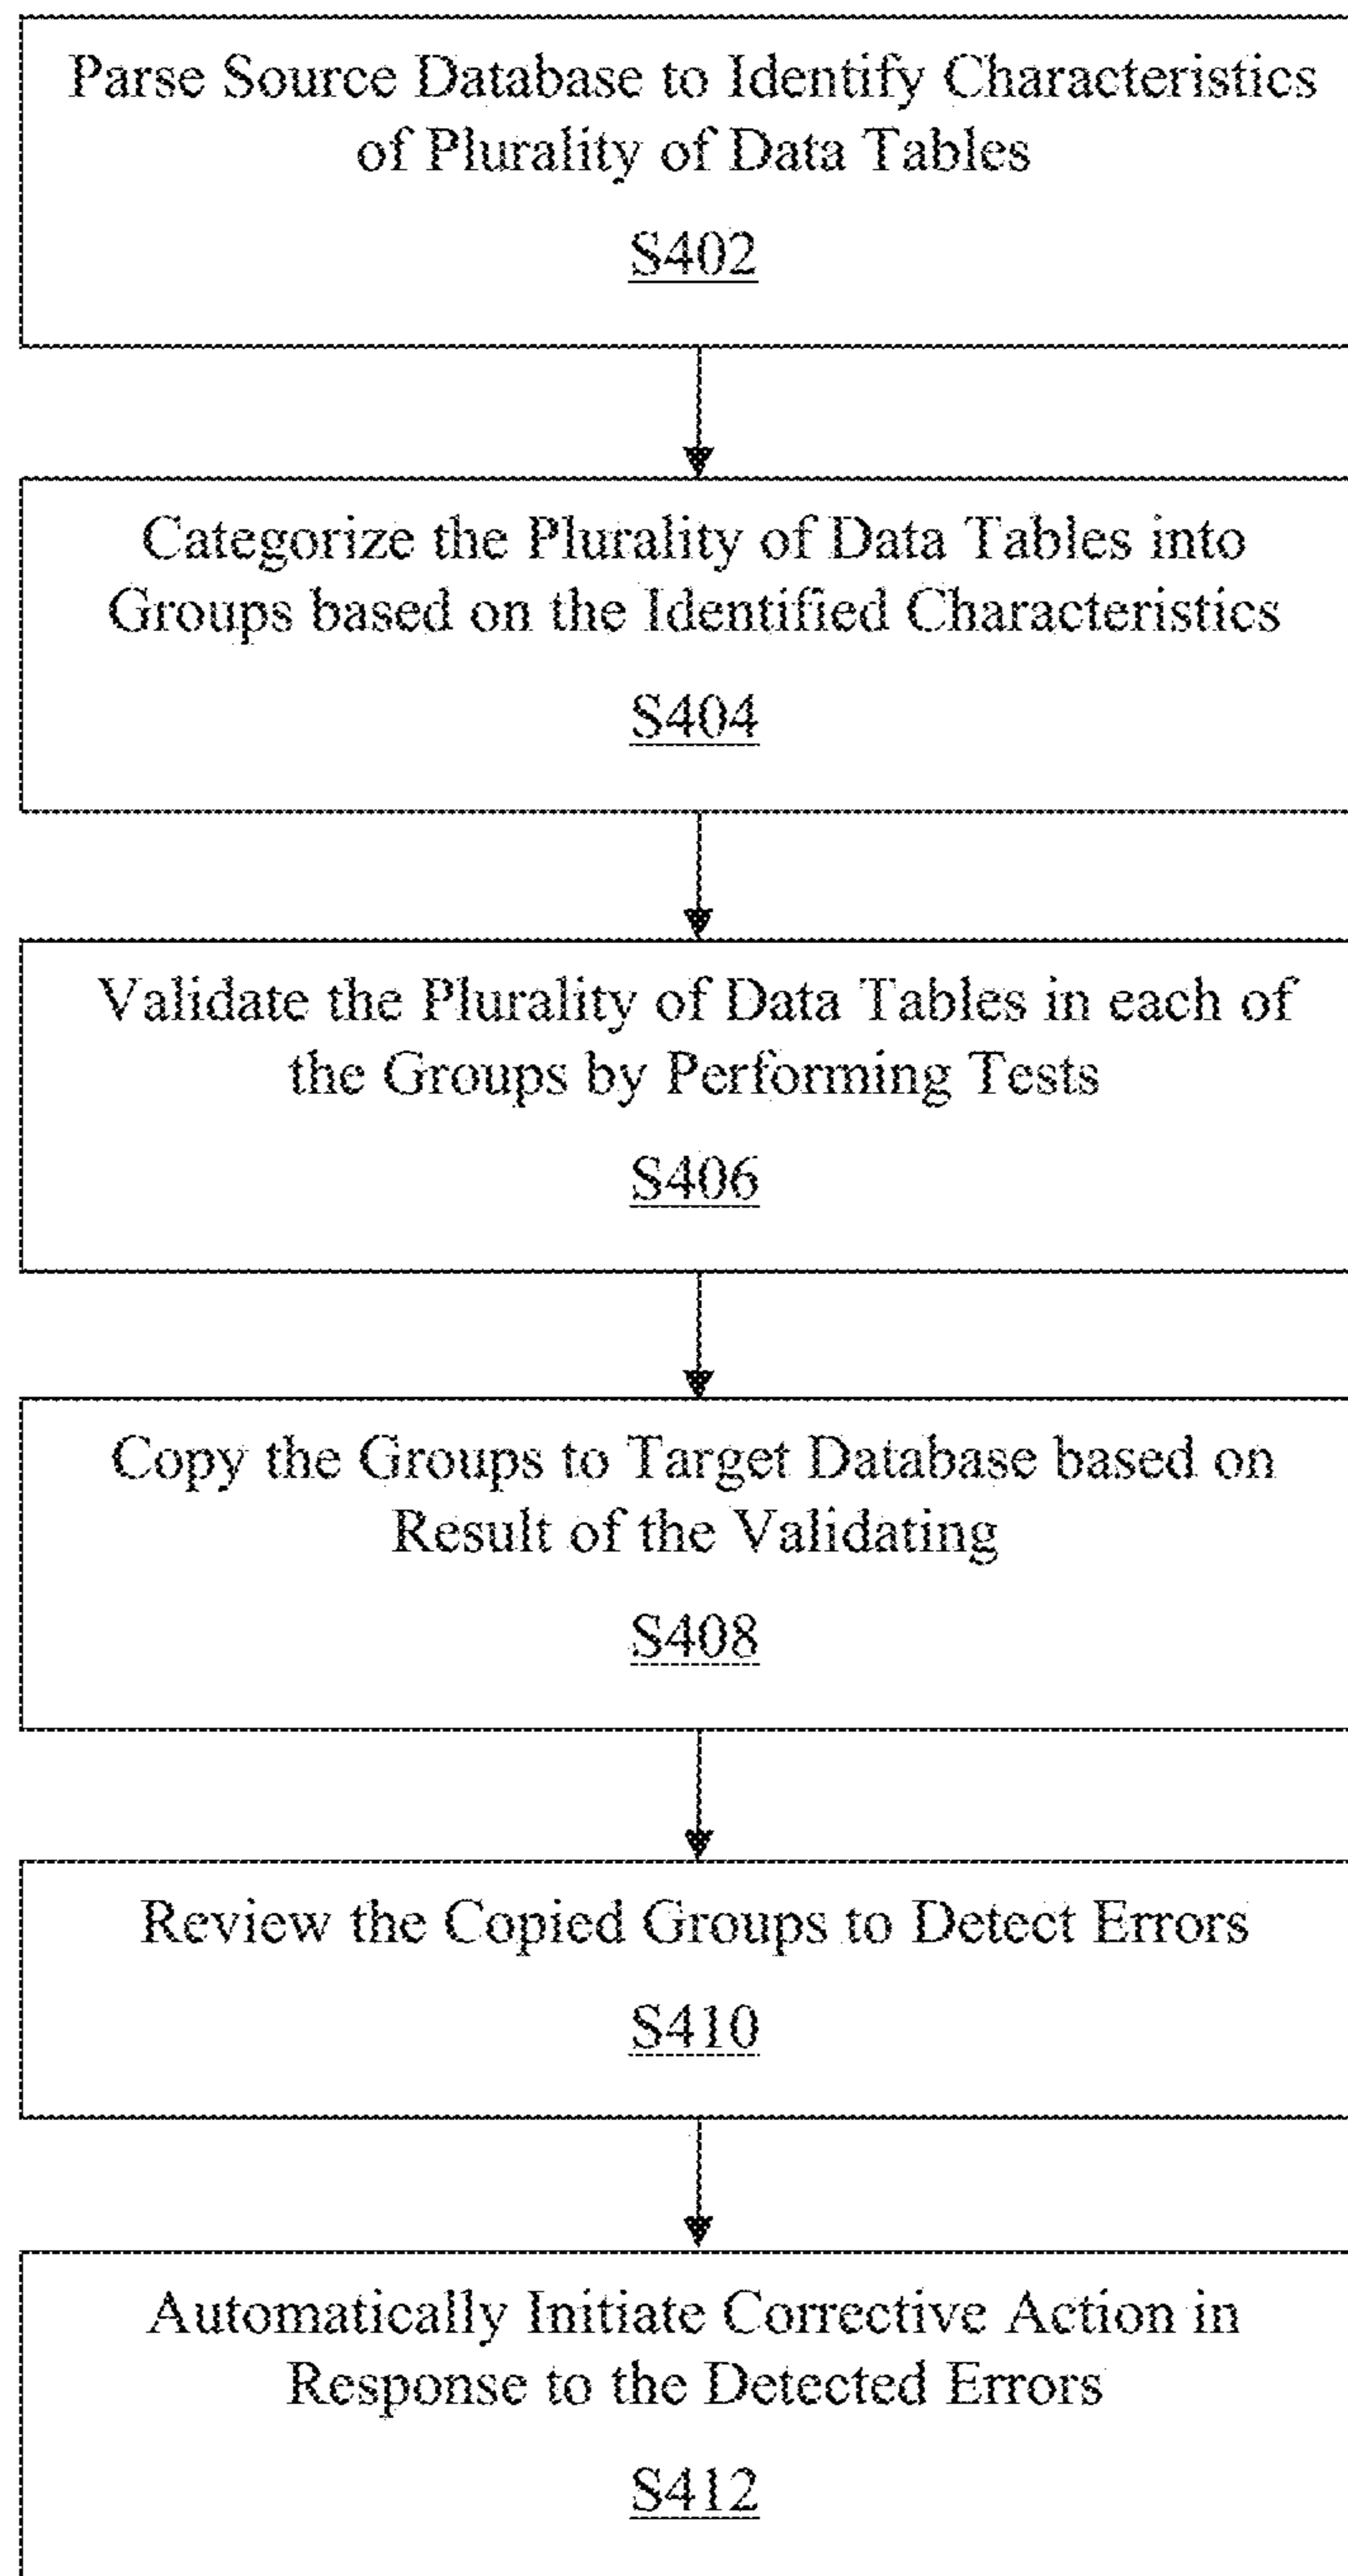 Parse Source Database to Identify Characteristics
of Plurality of Data Tables
S402
Categorize the Plurality of Data Tables into
Groups based on the Identified Characteristics
S404
Validate the Plurality of Data Tables in each of
the Groups by Performing Tests
S406
Copy the Groups to Target Database based on
Result of the Validating
S408
Review the Copied Groups to Detect Errors
S410
Automatically Initiate Corrective Action in
Response to the Detected Errors
S412